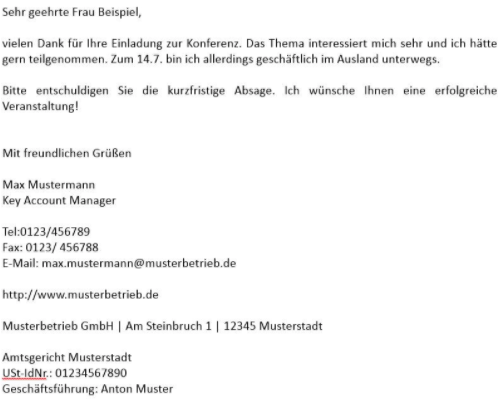 Sehr geehrte Frau Beispiel,
vielen Dank für Ihre Einladung zur Konferenz. Das Thema interessiert mich sehr und ich hätte
gern teilgenommen. Zum 14.7. bin ich allerdings geschäftlich im Ausland unterwegs.
Bitte entschuldigen Sie die kurzfristige Absage. Ich wünsche Ihnen eine erfolgreiche
Veranstaltung!
Mit freundlichen Grüßen
Max Mustermann
Key Account Manager
Tel:0123/456789
Fax: 0123/ 456788
E-Mail: max.mustermann@musterbetrieb.de
http://www.musterbetrieb.de
Musterbetrieb GmbH | Am Steinbruch 1 | 12345 Musterstadt
Amtsgericht Musterstadt
USt-IdNr.: 01234567890
Geschäftsführung: Anton Muster